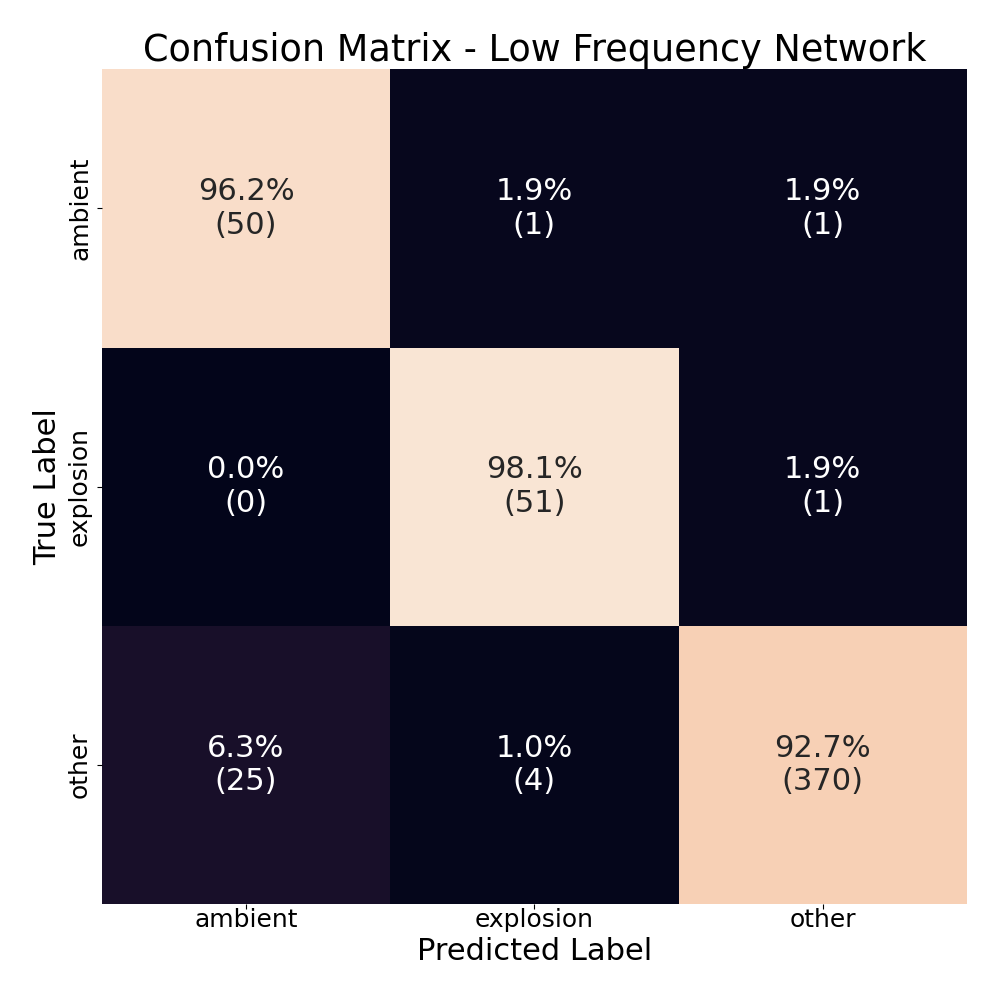 Confusion Matrix - Low Frequency Network
True Label
ambient
96.2%
(50)
1.9%
(1)
1.9%
(1)
explosion
0.0%
(0)
98.1%
(51)
1.9%
(1)
other
6.3%
(25)
1.0%
(4)
92.7%
(370)
ambient
explosion
other
Predicted Label